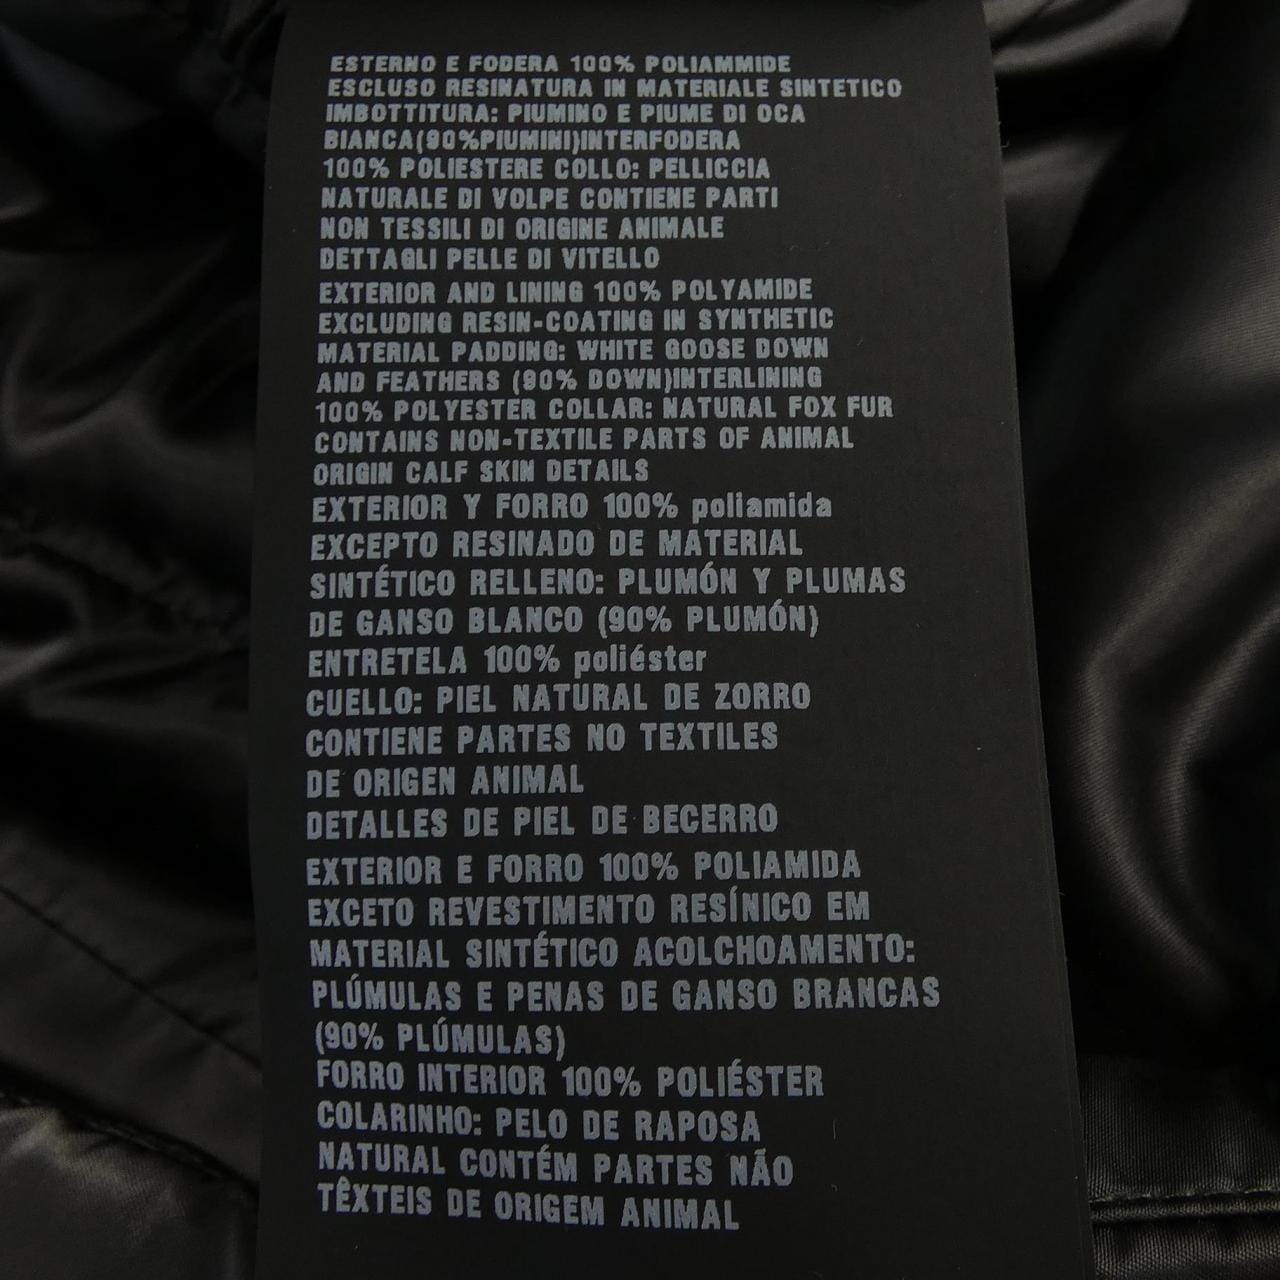 ESTERNO E FODERA 100% POLIAMMIDE
ESCLUSO RESINATURA IN MATERIALE SINTETICO
IMBOTTITURA: PIUMINO E PIUME DI OCA
BIANCA(90%PIUMINI)INTERFODERA
100% POLIESTERE COLLO: PELLICCIA
NATURALE DI VOLPE CONTIENE PARTI
NON TESSILI DI ORIGINE ANIMALE
DETTAGLI PELLE DI VITELLO
EXTERIOR AND LINING 100% POLYAMIDE
EXCLUDING RESIN-COATING IN SYNTHETIC
MATERIAL PADDING: WHITE GOOSE DOWN
AND FEATHERS (90% DOWN)INTERLINING
100% POLYESTER COLLAR: NATURAL FOX FUR
CONTAINS NON-TEXTILE PARTS OF ANIMAL
ORIGIN CALF SKIN DETAILS
EXTERIOR Y FORRO 100% poliamida
EXCEPTO RESINADO DE MATERIAL
SINTÉTICO RELLENO: PLUMÓN Y PLUMAS
DE GANSO BLANCO (90% PLUMÓN)
ENTRETELA 100% poliéster
CUELLO: PIEL NATURAL DE ZORRO
CONTIENE PARTES NO TEXTILES
DE ORIGEN ANIMAL
DETALLES DE PIEL DE BECERRO
EXTERIOR E FORRO 100% POLIAMIDA
EXCETO REVESTIMENTO RESÍNICO EM
MATERIAL SINTÉTICO ACOLCHOAMENTO:
PLÚMULAS E PENAS DE GANSO BRANCAS
(90% PLÚMULAS)
FORRO INTERIOR 100% POLIÉSTER
COLARINHO: PELO DE RAPOSA
NATURAL CONTÉM PARTES NÃO
TÊXTEIS DE ORIGEM ANIMAL